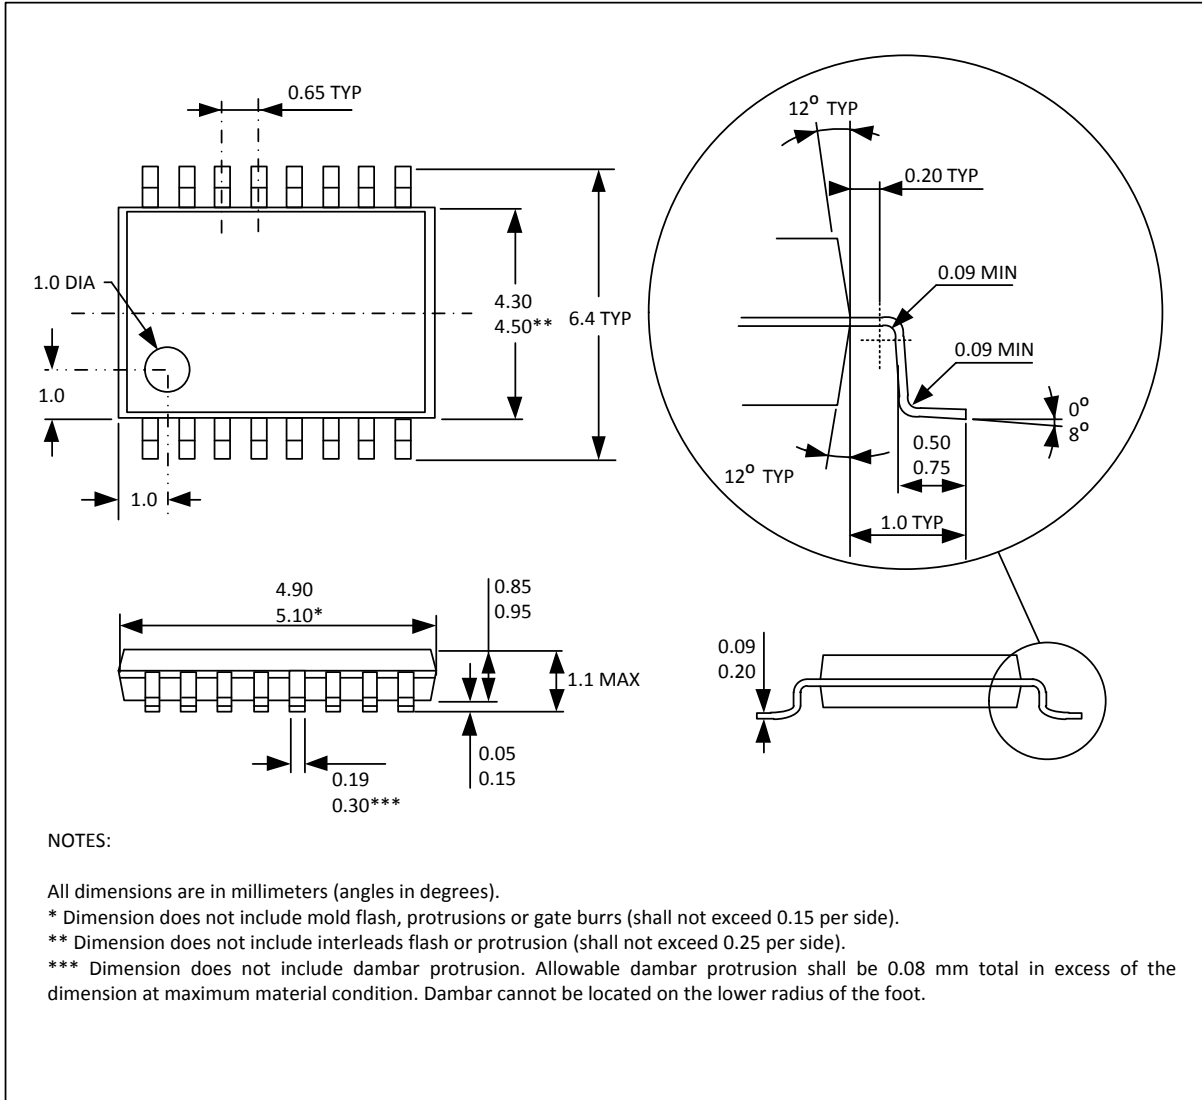 0.65 TYP
1.0 DIA
4.30
4.50**
6.4 TYP
1.0
1.0
12° TYP
0.20 TYP
0.09 MIN
0.09 MIN
0°
8°
0.50
0.75
12° TYP
1.0 TYP
4.90
5.10*
0.85
0.95
1.1 MAX
0.05
0.15
0.19
0.30***
0.09
0.20
NOTES:
All dimensions are in millimeters (angles in degrees).
* Dimension does not include mold flash, protrusions or gate burrs (shall not exceed 0.15 per side).
** Dimension does not include interleads flash or protrusion (shall not exceed 0.25 per side).
*** Dimension does not include dambar protrusion. Allowable dambar protrusion shall be 0.08 mm total in excess of the
dimension at maximum material condition. Dambar cannot be located on the lower radius of the foot.